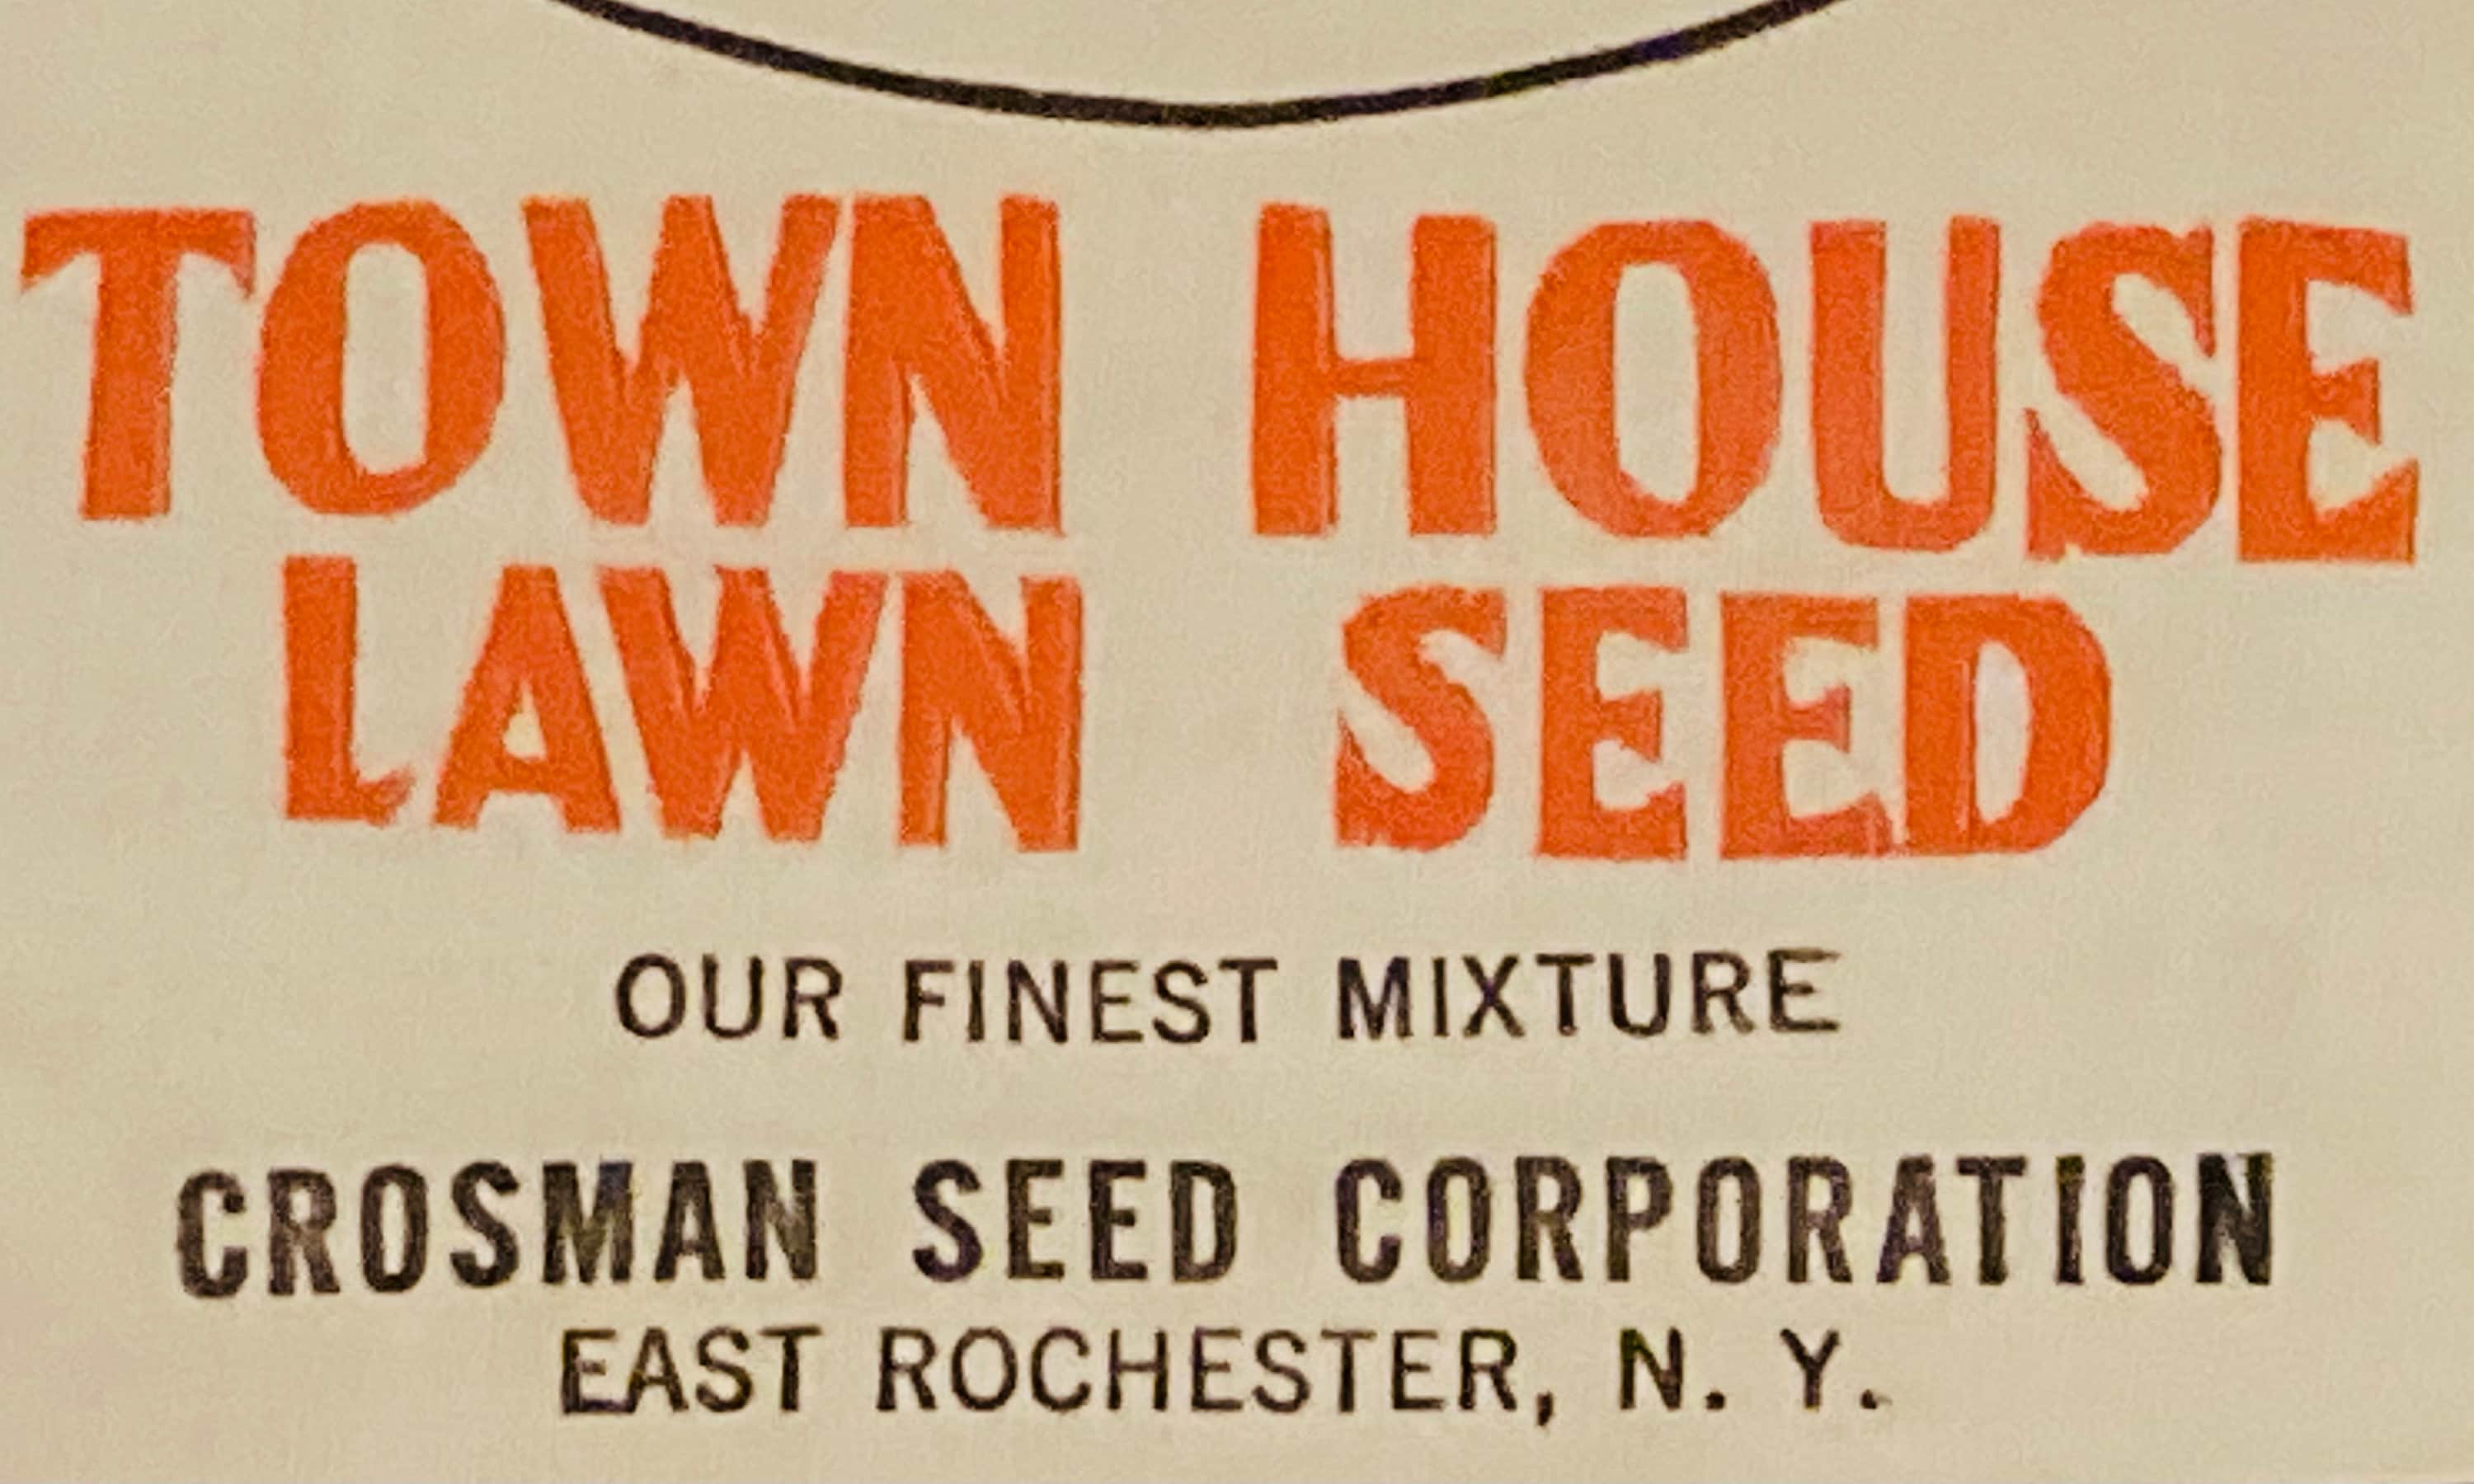 TOWN HOUSE
LAWN SEED
OUR FINEST MIXTURE
CROSMAN SEED CORPORATION
EAST ROCHESTER, N. Y.